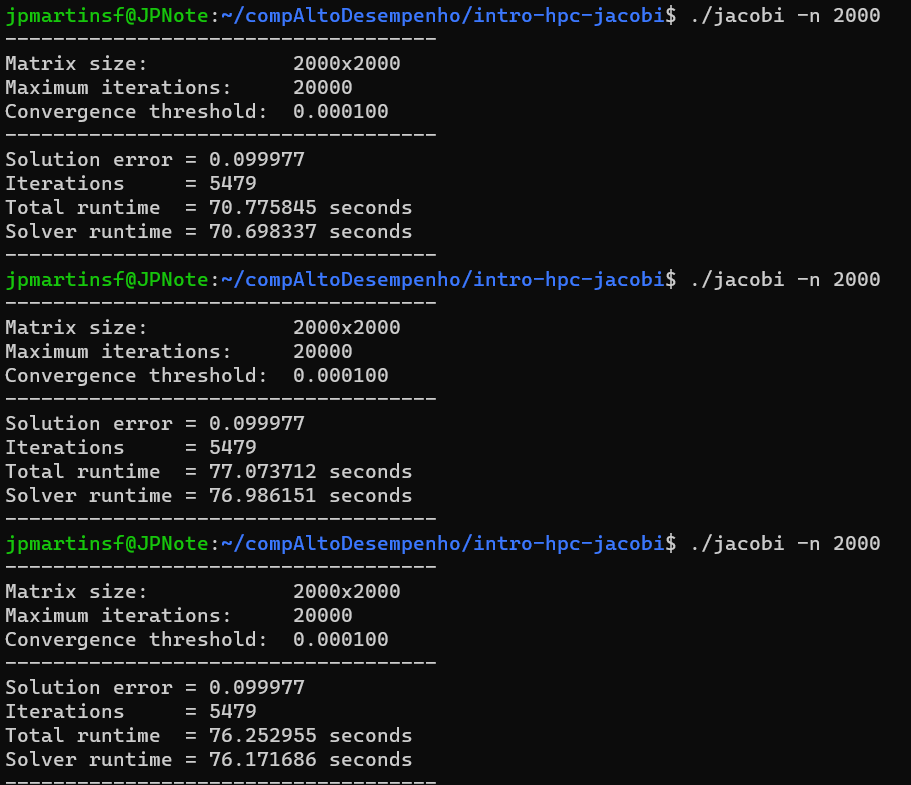 jpmartinsf@JPNote:~/compAltoDesempenho/intro-hpc-jacobi$ ./jacobi -n 2000
------------------------------------
Matrix size:            2000x2000
Maximum iterations:     20000
Convergence threshold:  0.000100
------------------------------------
Solution error = 0.099977
Iterations     = 5479
Total runtime  = 70.775845 seconds
Solver runtime = 70.698337 seconds
------------------------------------
jpmartinsf@JPNote:~/compAltoDesempenho/intro-hpc-jacobi$ ./jacobi -n 2000
------------------------------------
Matrix size:            2000x2000
Maximum iterations:     20000
Convergence threshold:  0.000100
------------------------------------
Solution error = 0.099977
Iterations     = 5479
Total runtime  = 77.073712 seconds
Solver runtime = 76.986151 seconds
------------------------------------
jpmartinsf@JPNote:~/compAltoDesempenho/intro-hpc-jacobi$ ./jacobi -n 2000
------------------------------------
Matrix size:            2000x2000
Maximum iterations:     20000
Convergence threshold:  0.000100
------------------------------------
Solution error = 0.099977
Iterations     = 5479
Total runtime  = 76.252955 seconds
Solver runtime = 76.171686 seconds
------------------------------------